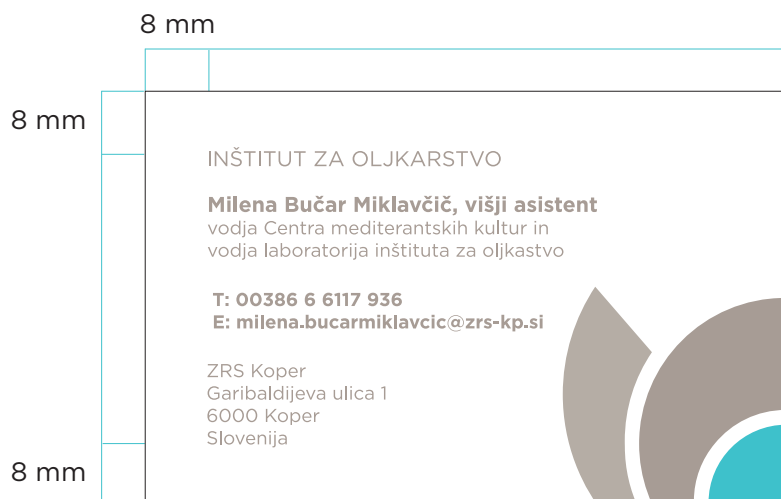 8 mm
8 mm
INŠTITUT ZA OLJKARSTVO
Milena Bučar Miklavčič, višji asistent
vodja Centra mediterantskih kultur in
vodja laboratorija inštituta za oljkastvo
T: 00386 6 6117 936
E: milena.bucarmiklavcic@zrs-kp.si
ZRS Koper
Garibaldijeva ulica 1
6000 Koper
Slovenija
8 mm